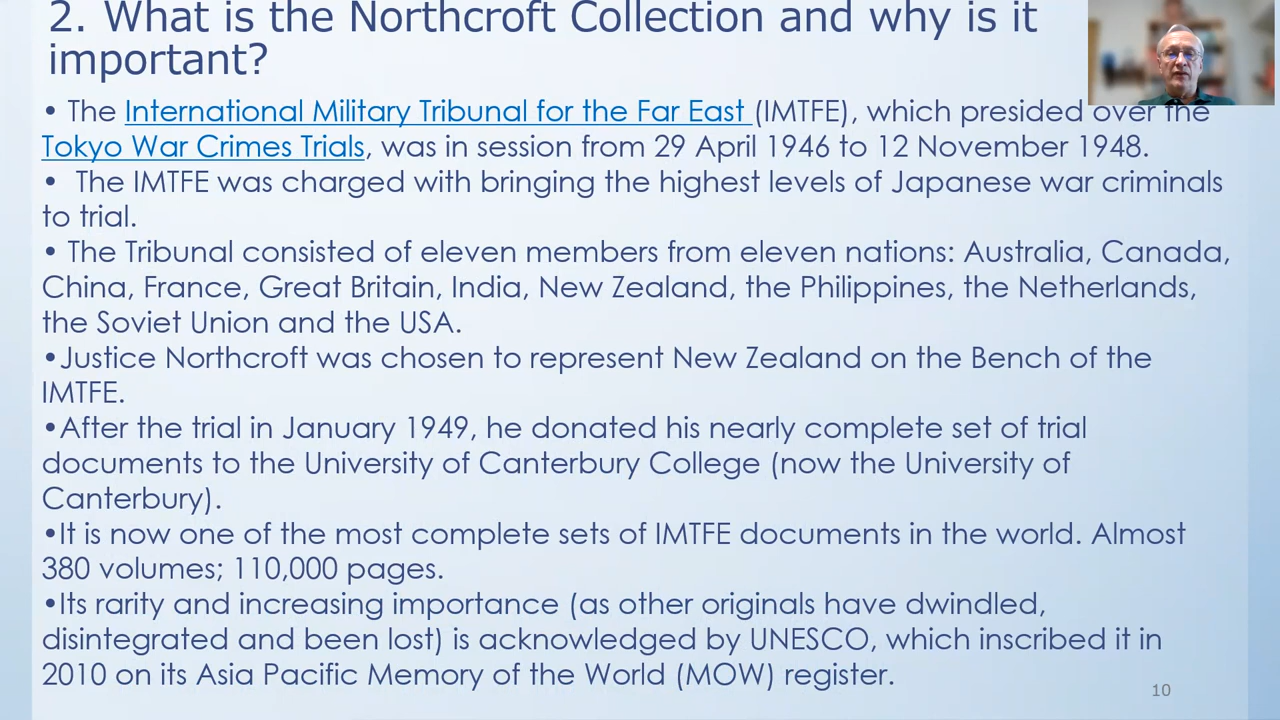 2. What is the Northcroft Collection and why is it
important?
• The International Military Tribunal for the Far East (IMTFE), which presided over the
Tokyo War Crimes Trials, was in session from 29 April 1946 to 12 November 1948.
• The IMTFE was charged with bringing the highest levels of Japanese war criminals
to trial.
• The Tribunal consisted of eleven members from eleven nations: Australia, Canada,
China, France, Great Britain, India, New Zealand, the Philippines, the Netherlands,
the Soviet Union and the USA.
•Justice Northcroft was chosen to represent New Zealand on the Bench of the
IMTFE.
•After the trial in January 1949, he donated his nearly complete set of trial
documents to the University of Canterbury College (now the University of
Canterbury).
•It is now one of the most complete sets of IMTFE documents in the world. Almost
380 volumes; 110,000 pages.
•Its rarity and increasing importance (as other originals have dwindled,
disintegrated and been lost) is acknowledged by UNESCO, which inscribed it in
2010 on its Asia Pacific Memory of the World (MOW) register.
10